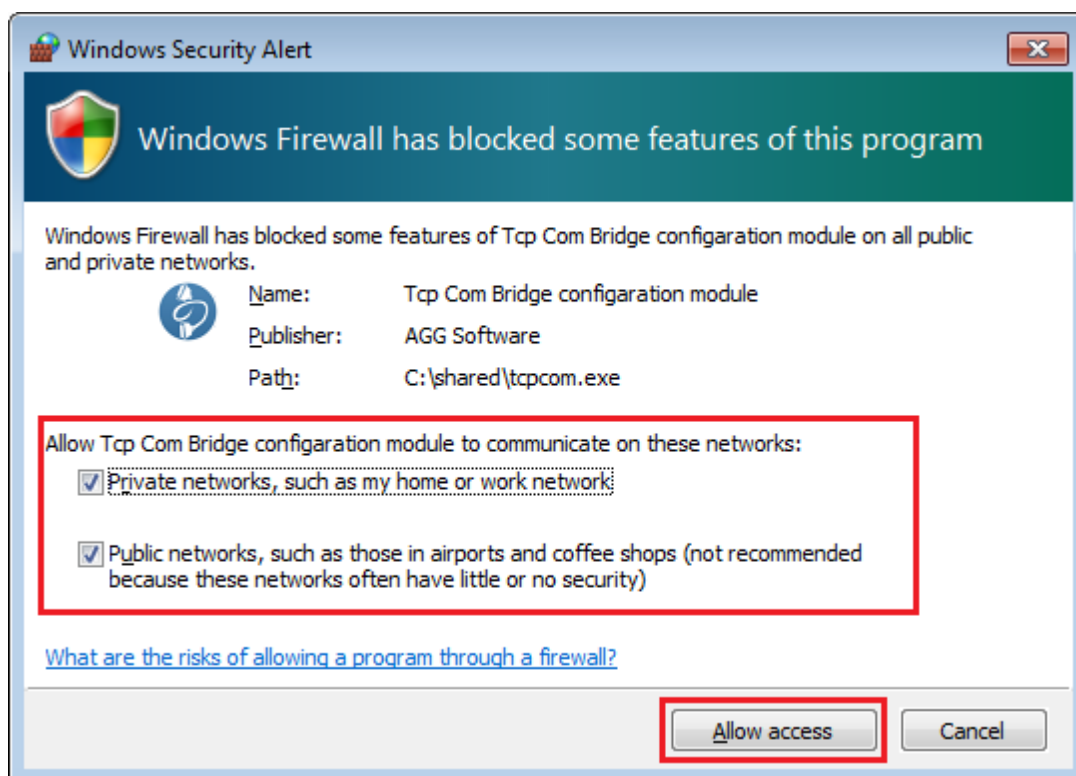 Windows Security Alert
Windows Firewall has blocked some features of this program
Windows Firewall has blocked some features of Tcp Com Bridge configaration module on all public
and private networks.
Name: Tcp Com Bridge configaration module
Publisher: AGG Software
Path: C:\shared\tcpcom.exe
Allow Tcp Com Bridge configaration module to communicate on these networks:
Private networks, such as my home or work network
Public networks, such as those in airports and coffee shops (not recommended
because these networks often have little or no security)
What are the risks of allowing a program through a firewall?
Allow access Cancel